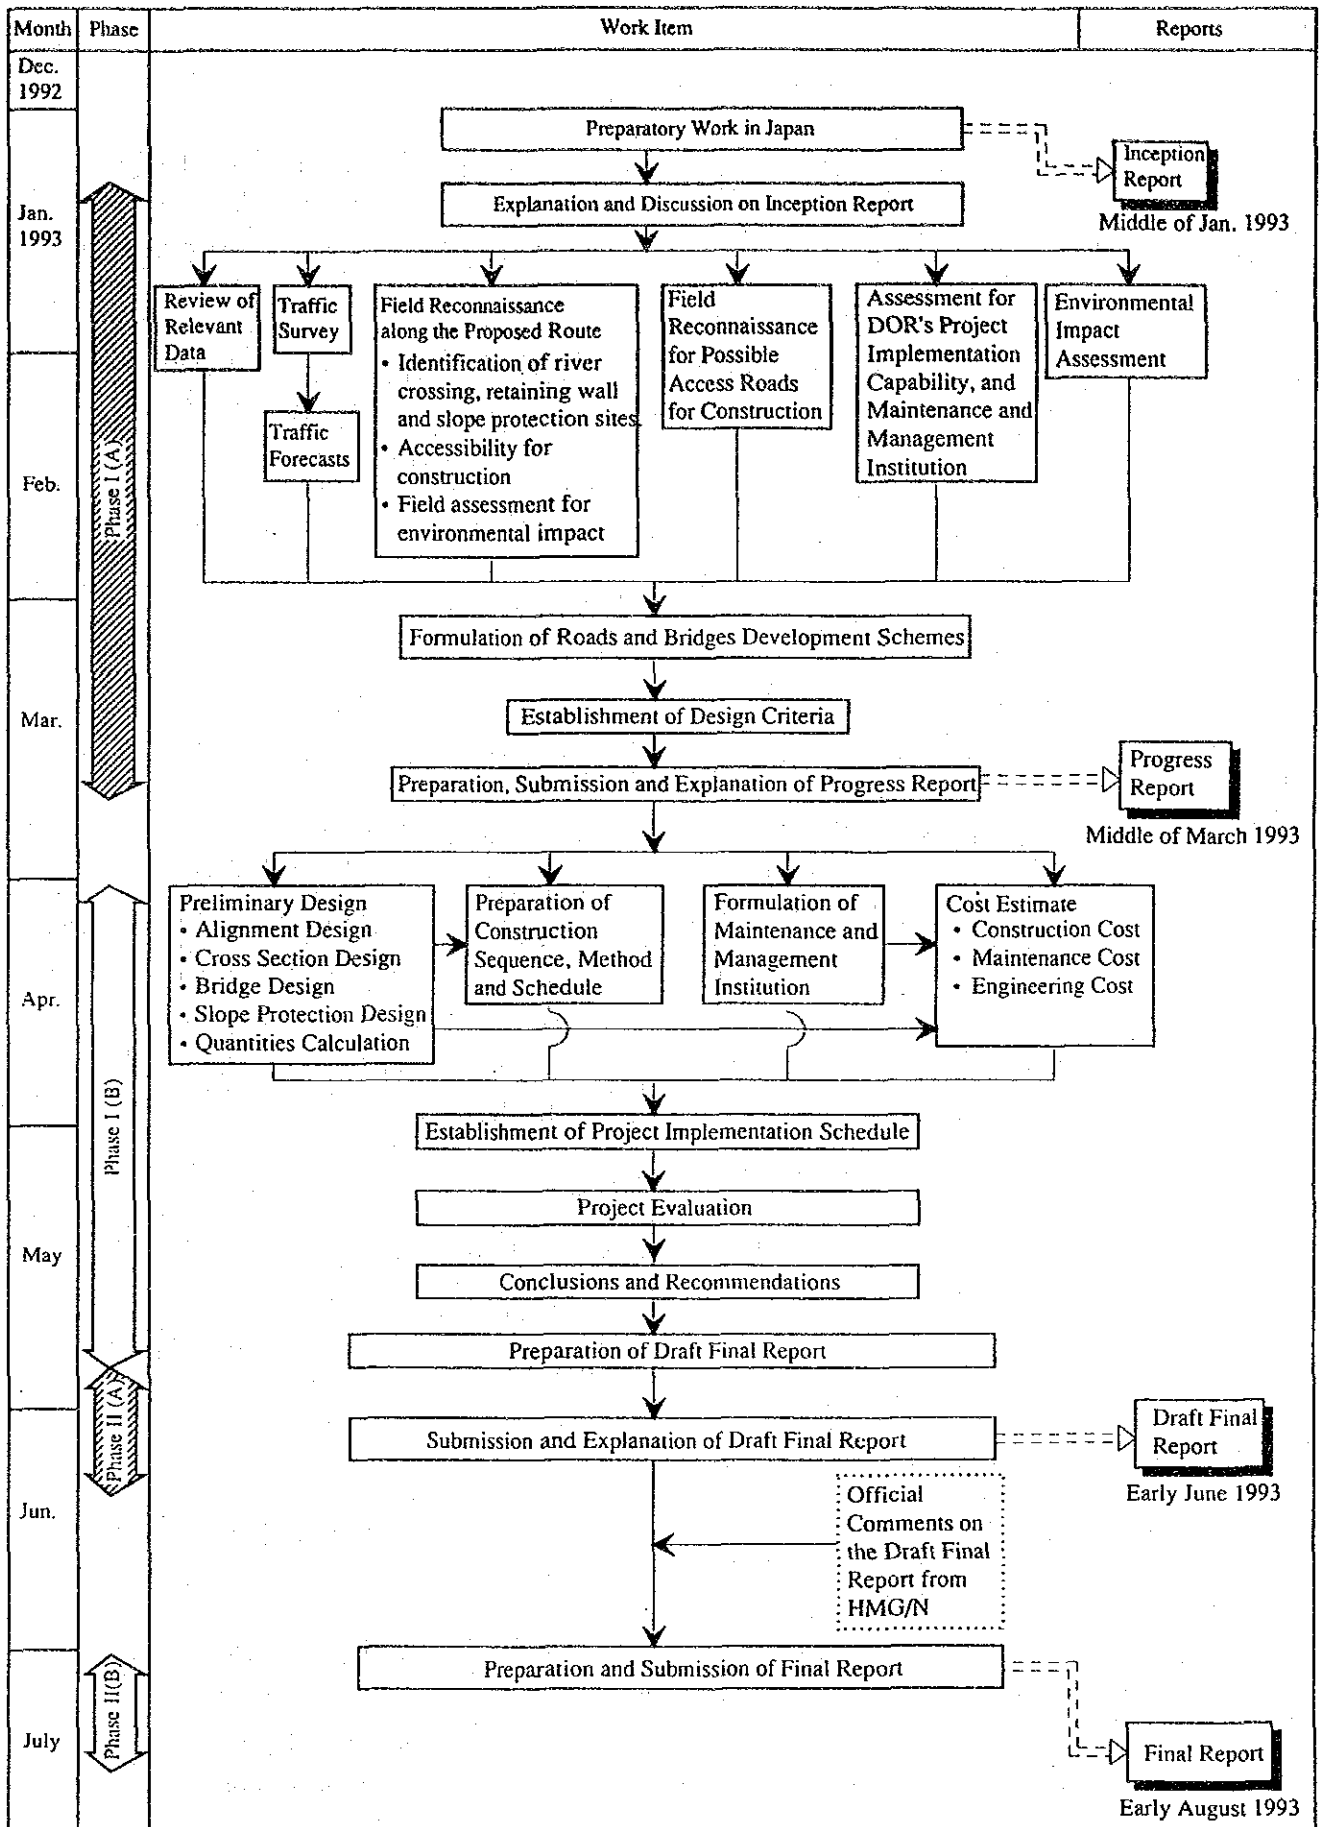 Month
Phase
Work Item
Reports
Dec.
1992
Preparatory Work in Japan
Inception
Report
Middle of Jan. 1993
Jan.
1993
Explanation and Discussion on Inception Report
Review of
Relevant
Data
Traffic
Survey
Traffic
Forecasts
Field Reconnaissance
along the Proposed Route
• Identification of river
crossing, retaining wall
and slope protection sites
• Accessibility for
construction
• Field assessment for
environmental impact
Field
Reconnaissance
for Possible
Access Roads
for Construction
Assessment for
DOR's Project
Implementation
Capability, and
Maintenance and
Management
Institution
Environmental
Impact
Assessment
Phase I (A)
Feb.
Formulation of Roads and Bridges Development Schemes
Mar.
Establishment of Design Criteria
Preparation, Submission and Explanation of Progress Report
Progress
Report
Middle of March 1993
Preliminary Design
• Alignment Design
• Cross Section Design
• Bridge Design
• Slope Protection Design
• Quantities Calculation
Preparation of
Construction
Sequence, Method
and Schedule
Formulation of
Maintenance and
Management
Institution
Cost Estimate
• Construction Cost
• Maintenance Cost
• Engineering Cost
Apr.
Phase I (B)
Establishment of Project Implementation Schedule
Project Evaluation
May
Conclusions and Recommendations
Preparation of Draft Final Report
Phase II (A)
Submission and Explanation of Draft Final Report
Draft Final
Report
Early June 1993
Jun.
Official
Comments on
the Draft Final
Report from
HMG/N
Preparation and Submission of Final Report
Phase II(B)
July
Final Report
Early August 1993